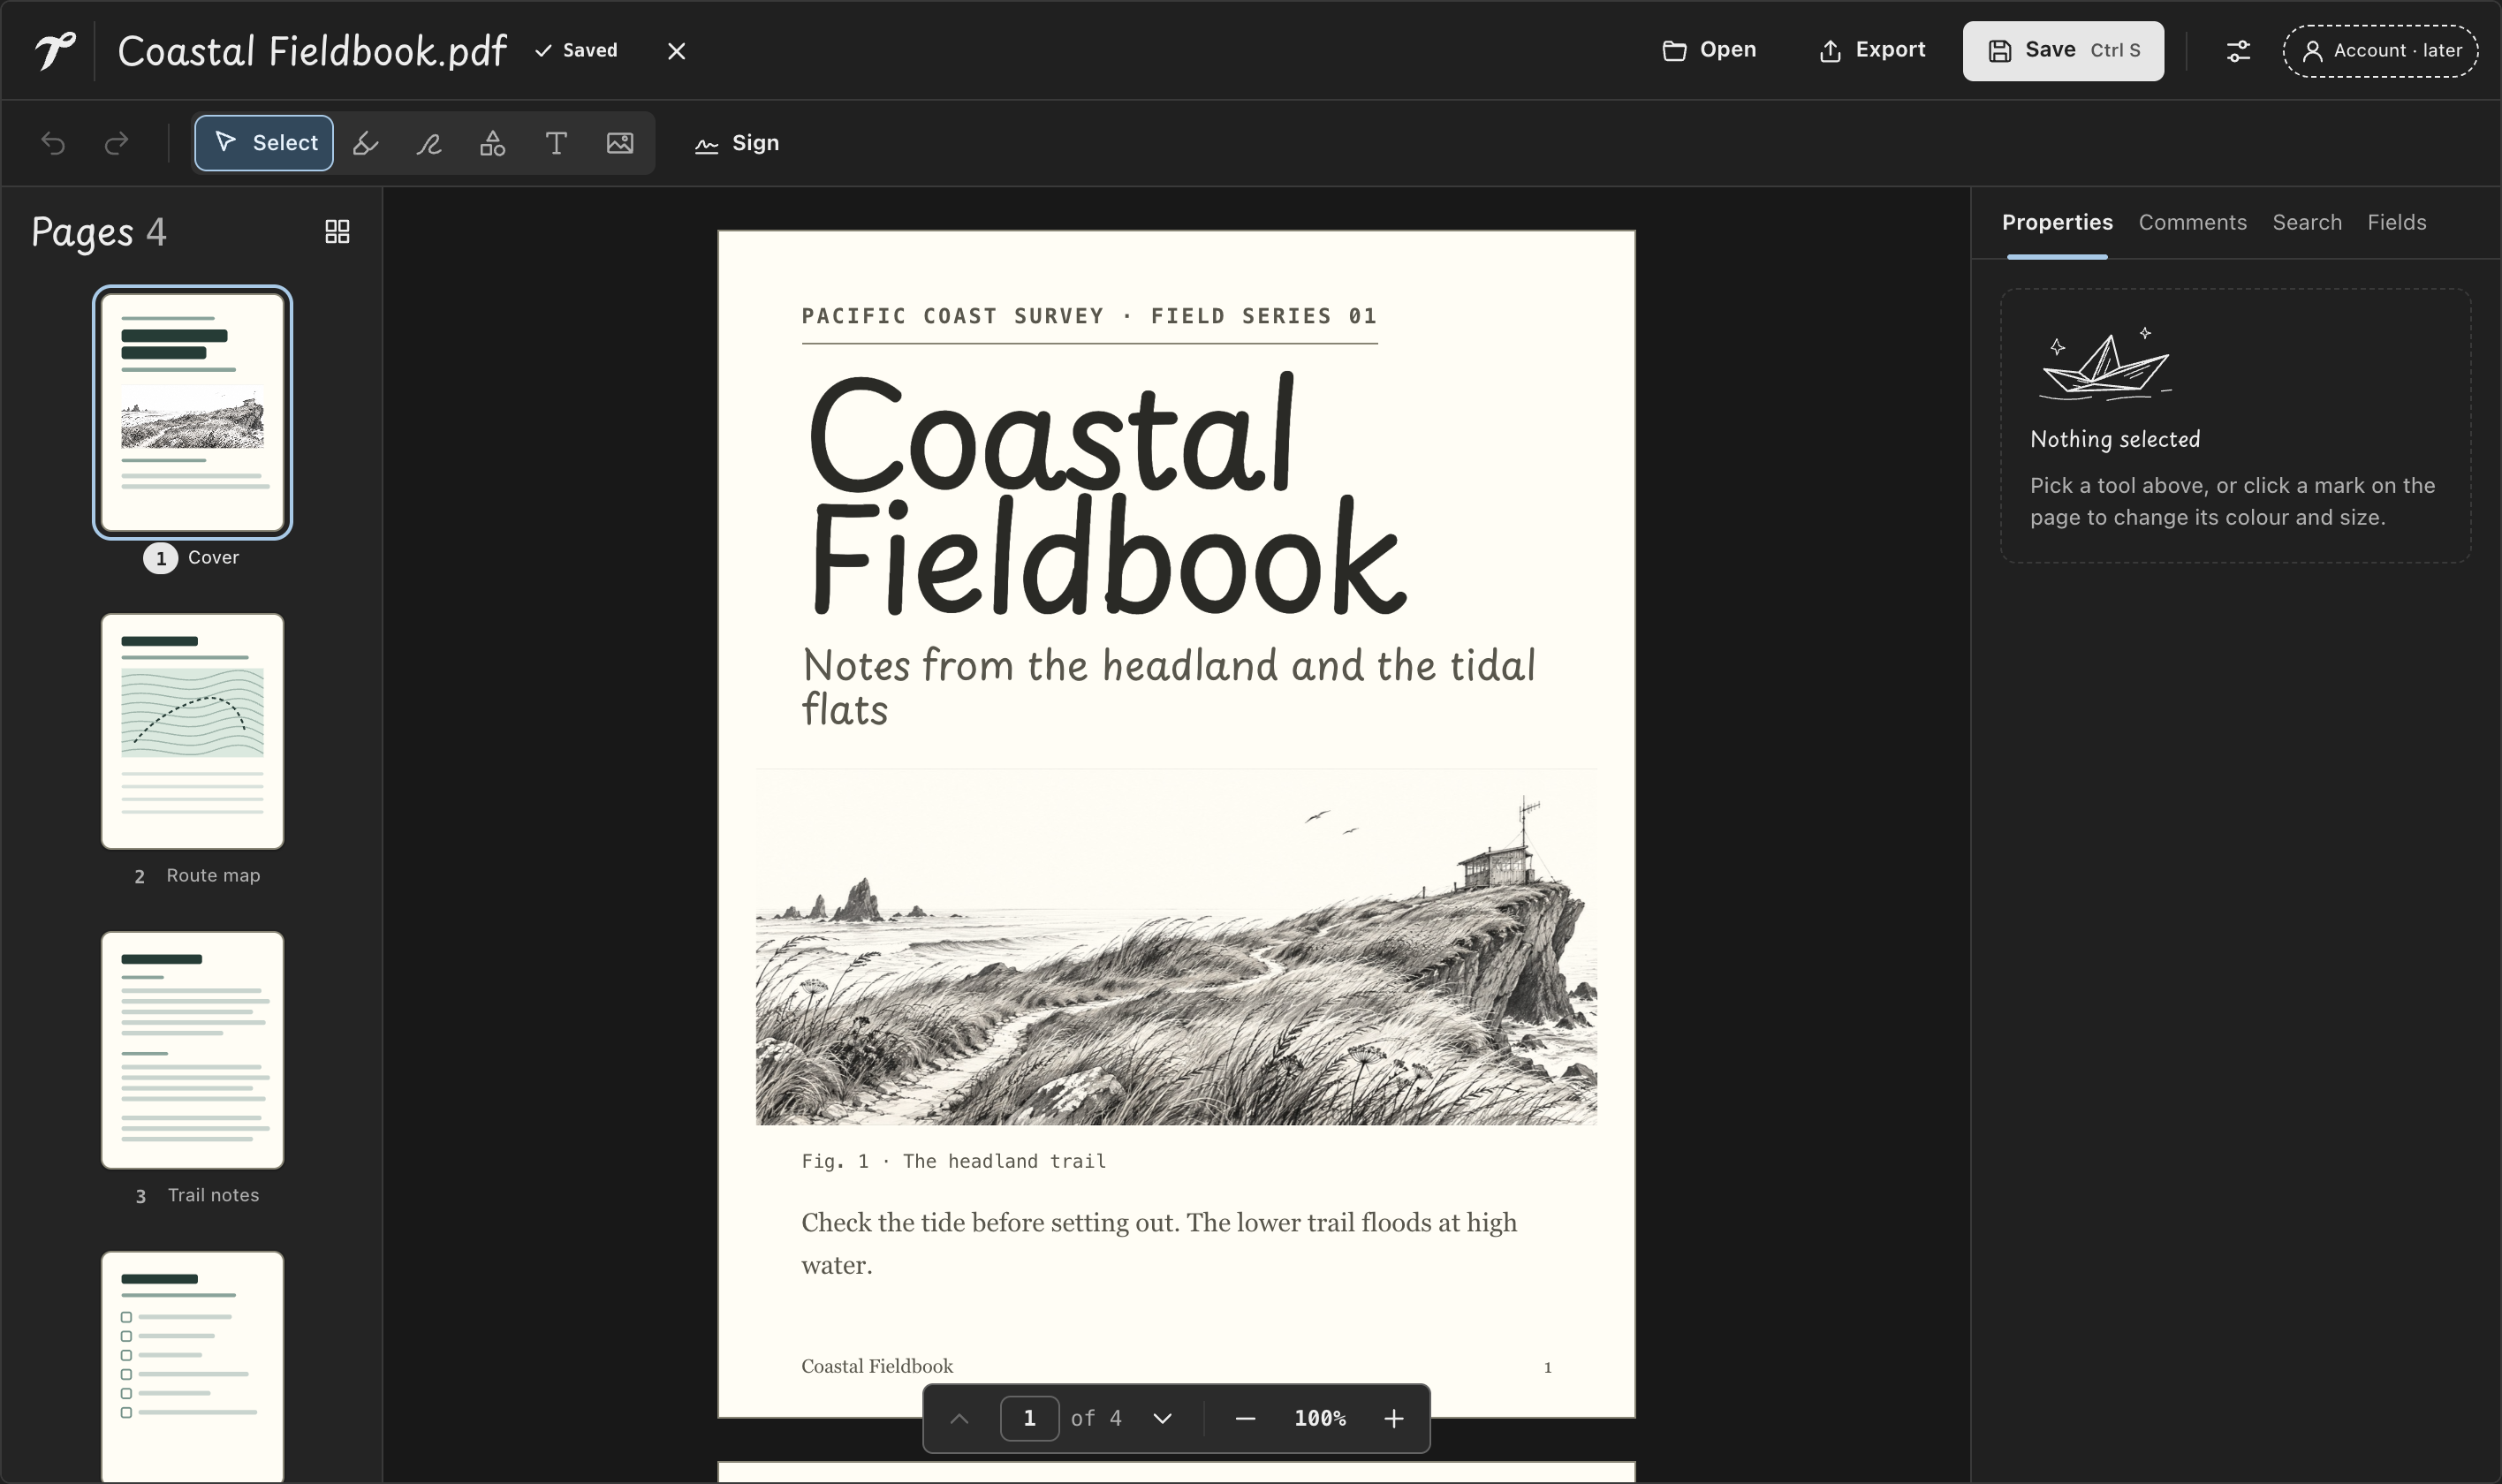 Coastal Fieldbook.pdf
Saved
Open
Export
Save Ctrl S
Account · later
Select
Sign
Pages 4
1 Cover
2 Route map
3 Trail notes
PACIFIC COAST SURVEY · FIELD SERIES 01
Coastal
Fieldbook
Notes from the headland and the tidal
flats
Fig. 1 · The headland trail
Check the tide before setting out. The lower trail floods at high
water.
Coastal Fieldbook
1
1 of 4
100%
Properties Comments Search Fields
Nothing selected
Pick a tool above, or click a mark on the
page to change its colour and size.